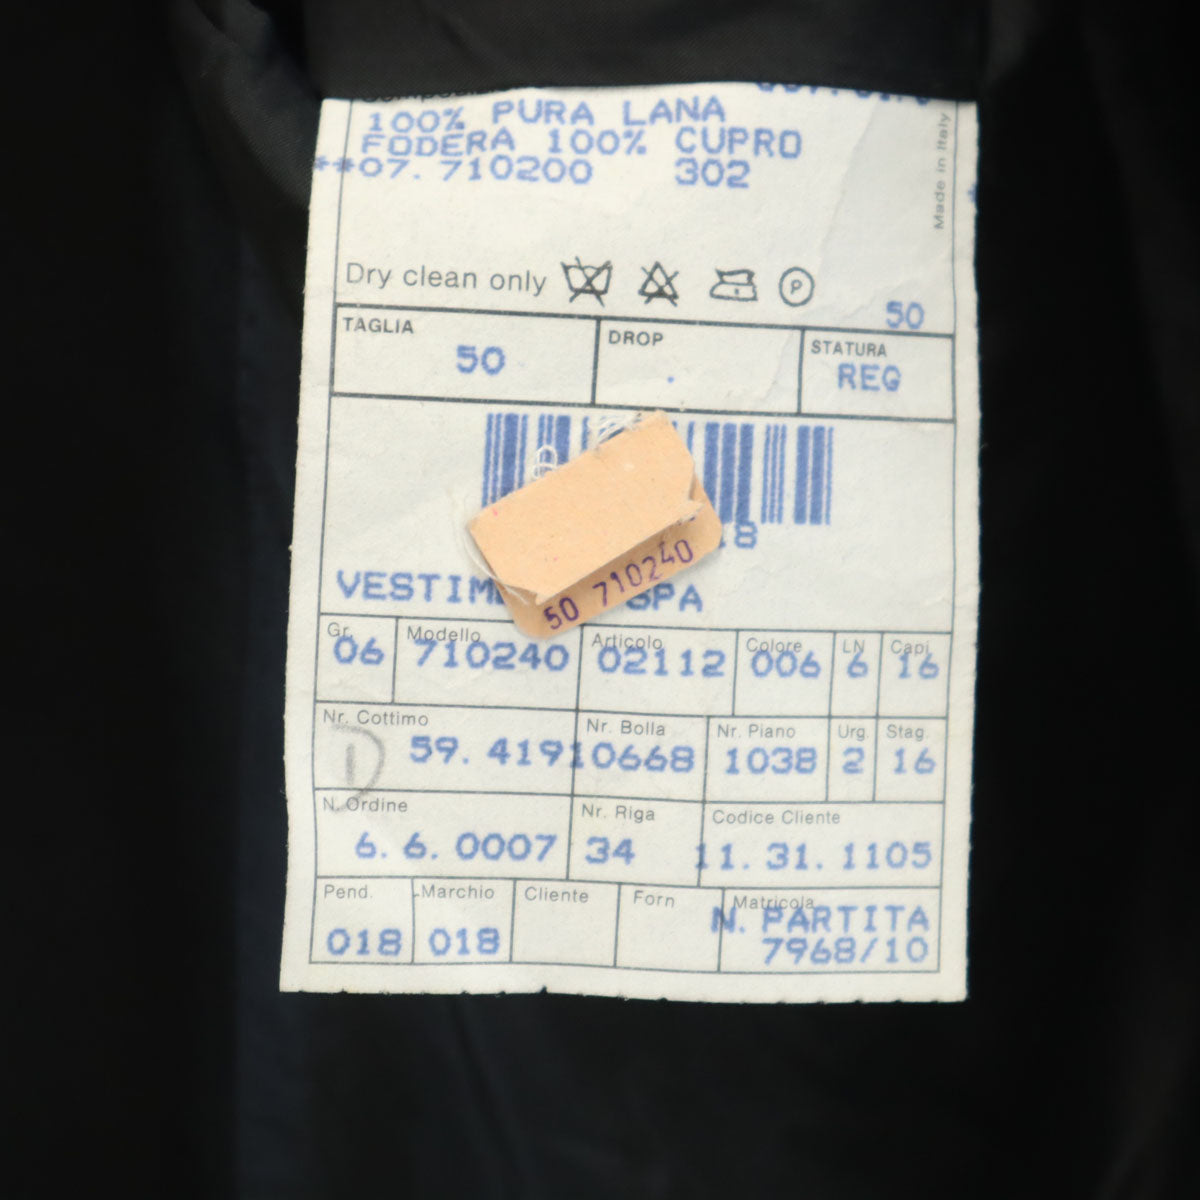 100% PURA LANA
FODERA 100% CUPRO
**07. 710200 302
Made in Italy
Dry clean only
P
50
TAGLIA
50
DROP
.
STATURA
REG
18
50 710240
SPA
Gr.
06
Modello
710240
Articolo
02112
Colore
006
LN
6
Capi
16
Nr. Cottimo
1
59. 41910668
Nr. Bolla
Nr. Piano
1038
Urg.
2
Stag.
16
N. Ordine
6. 6. 0007
Nr. Riga
34
Codice Cliente
11. 31. 1105
Pend.
018
Marchio
018
Cliente
Forn
Matricola
N. PARTITA
7968/10